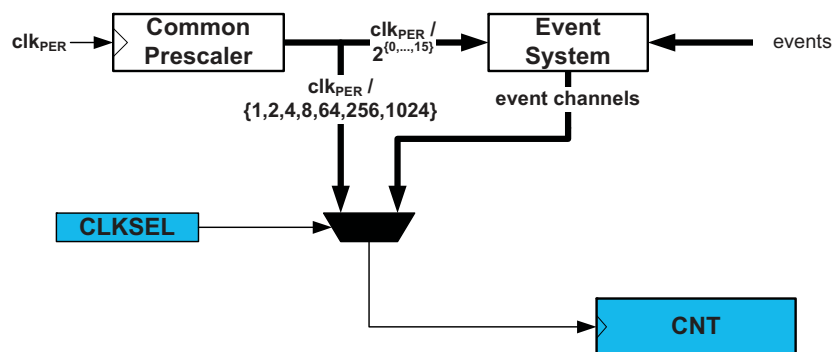 clkPER
Common
Prescaler
clkPER /
2{0,...,15}
Event
System
events
clkPER /
{1,2,4,8,64,256,1024}
event channels
CLKSEL
CNT